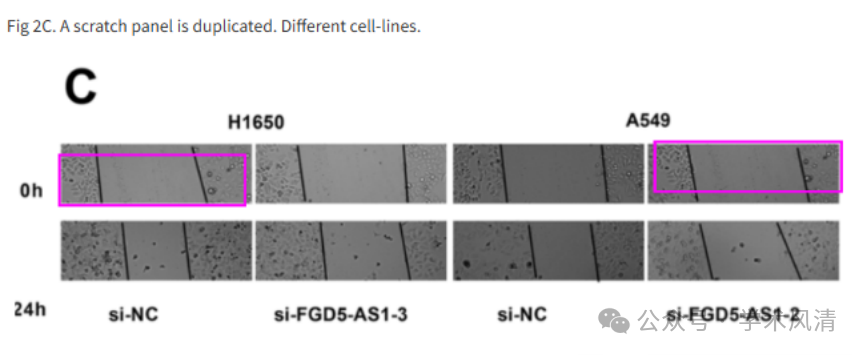 Fig 2C. A scratch panel is duplicated. Different cell-lines.
C
H1650 A549
0h
24h si-NC si-FGD5-AS1-3 si-NC si-FGD5-AS1-2
公众号 学术风清